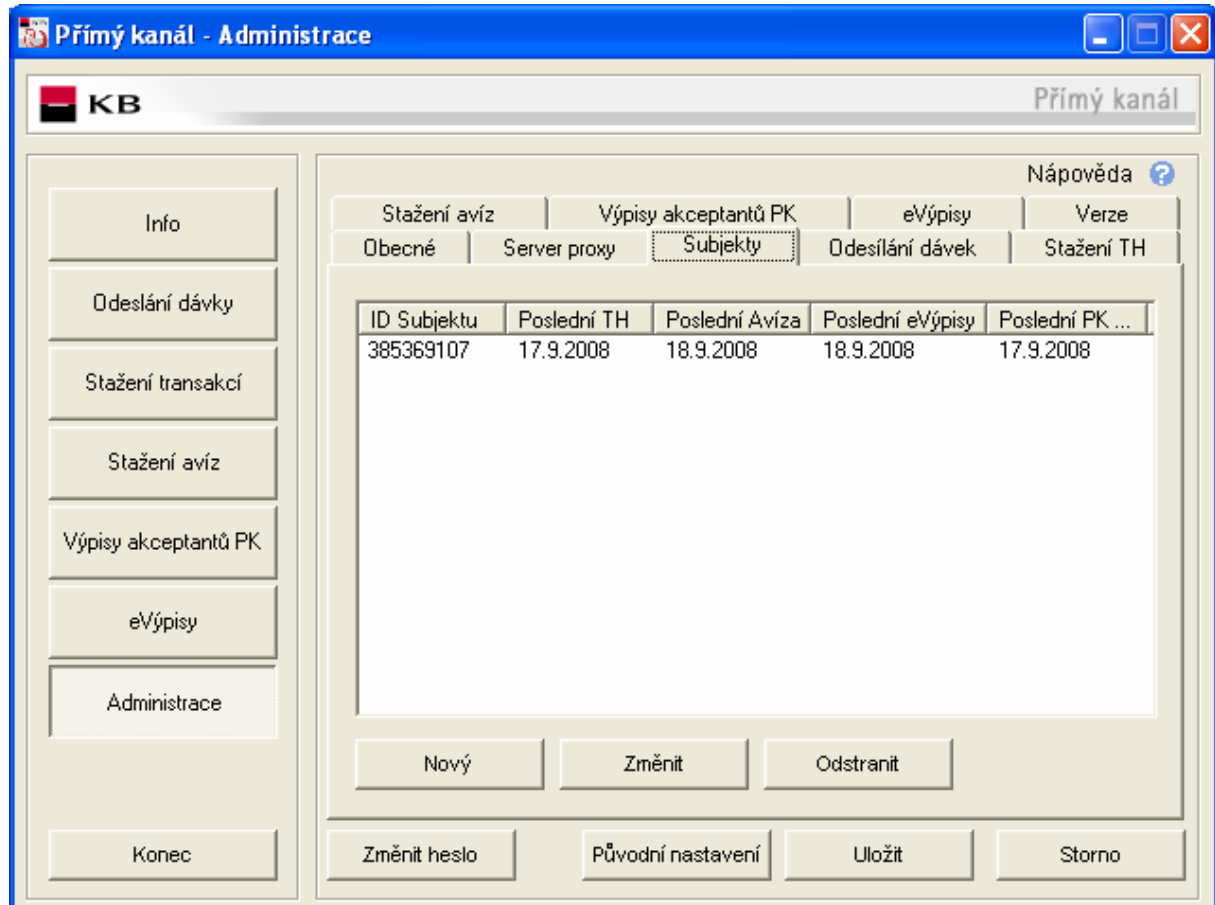 Přímý kanál - Administrace
KB
Přímý kanál
Nápověda
Info
Odeslání dávky
Stažení transakcí
Stažení avíz
Výpisy akceptantů PK
eVýpisy
Administrace
Konec
Stažení avíz Výpisy akceptantů PK eVýpisy Verze
Obecné Server proxy Subjekty Odesílání dávek Stažení TH
ID Subjektu Poslední TH Poslední Avíza Poslední eVýpisy Poslední PK ...
385369107 17.9.2008 18.9.2008 18.9.2008 17.9.2008
Nový Změnit Odstranit
Změnit heslo Původní nastavení Uložit Storno